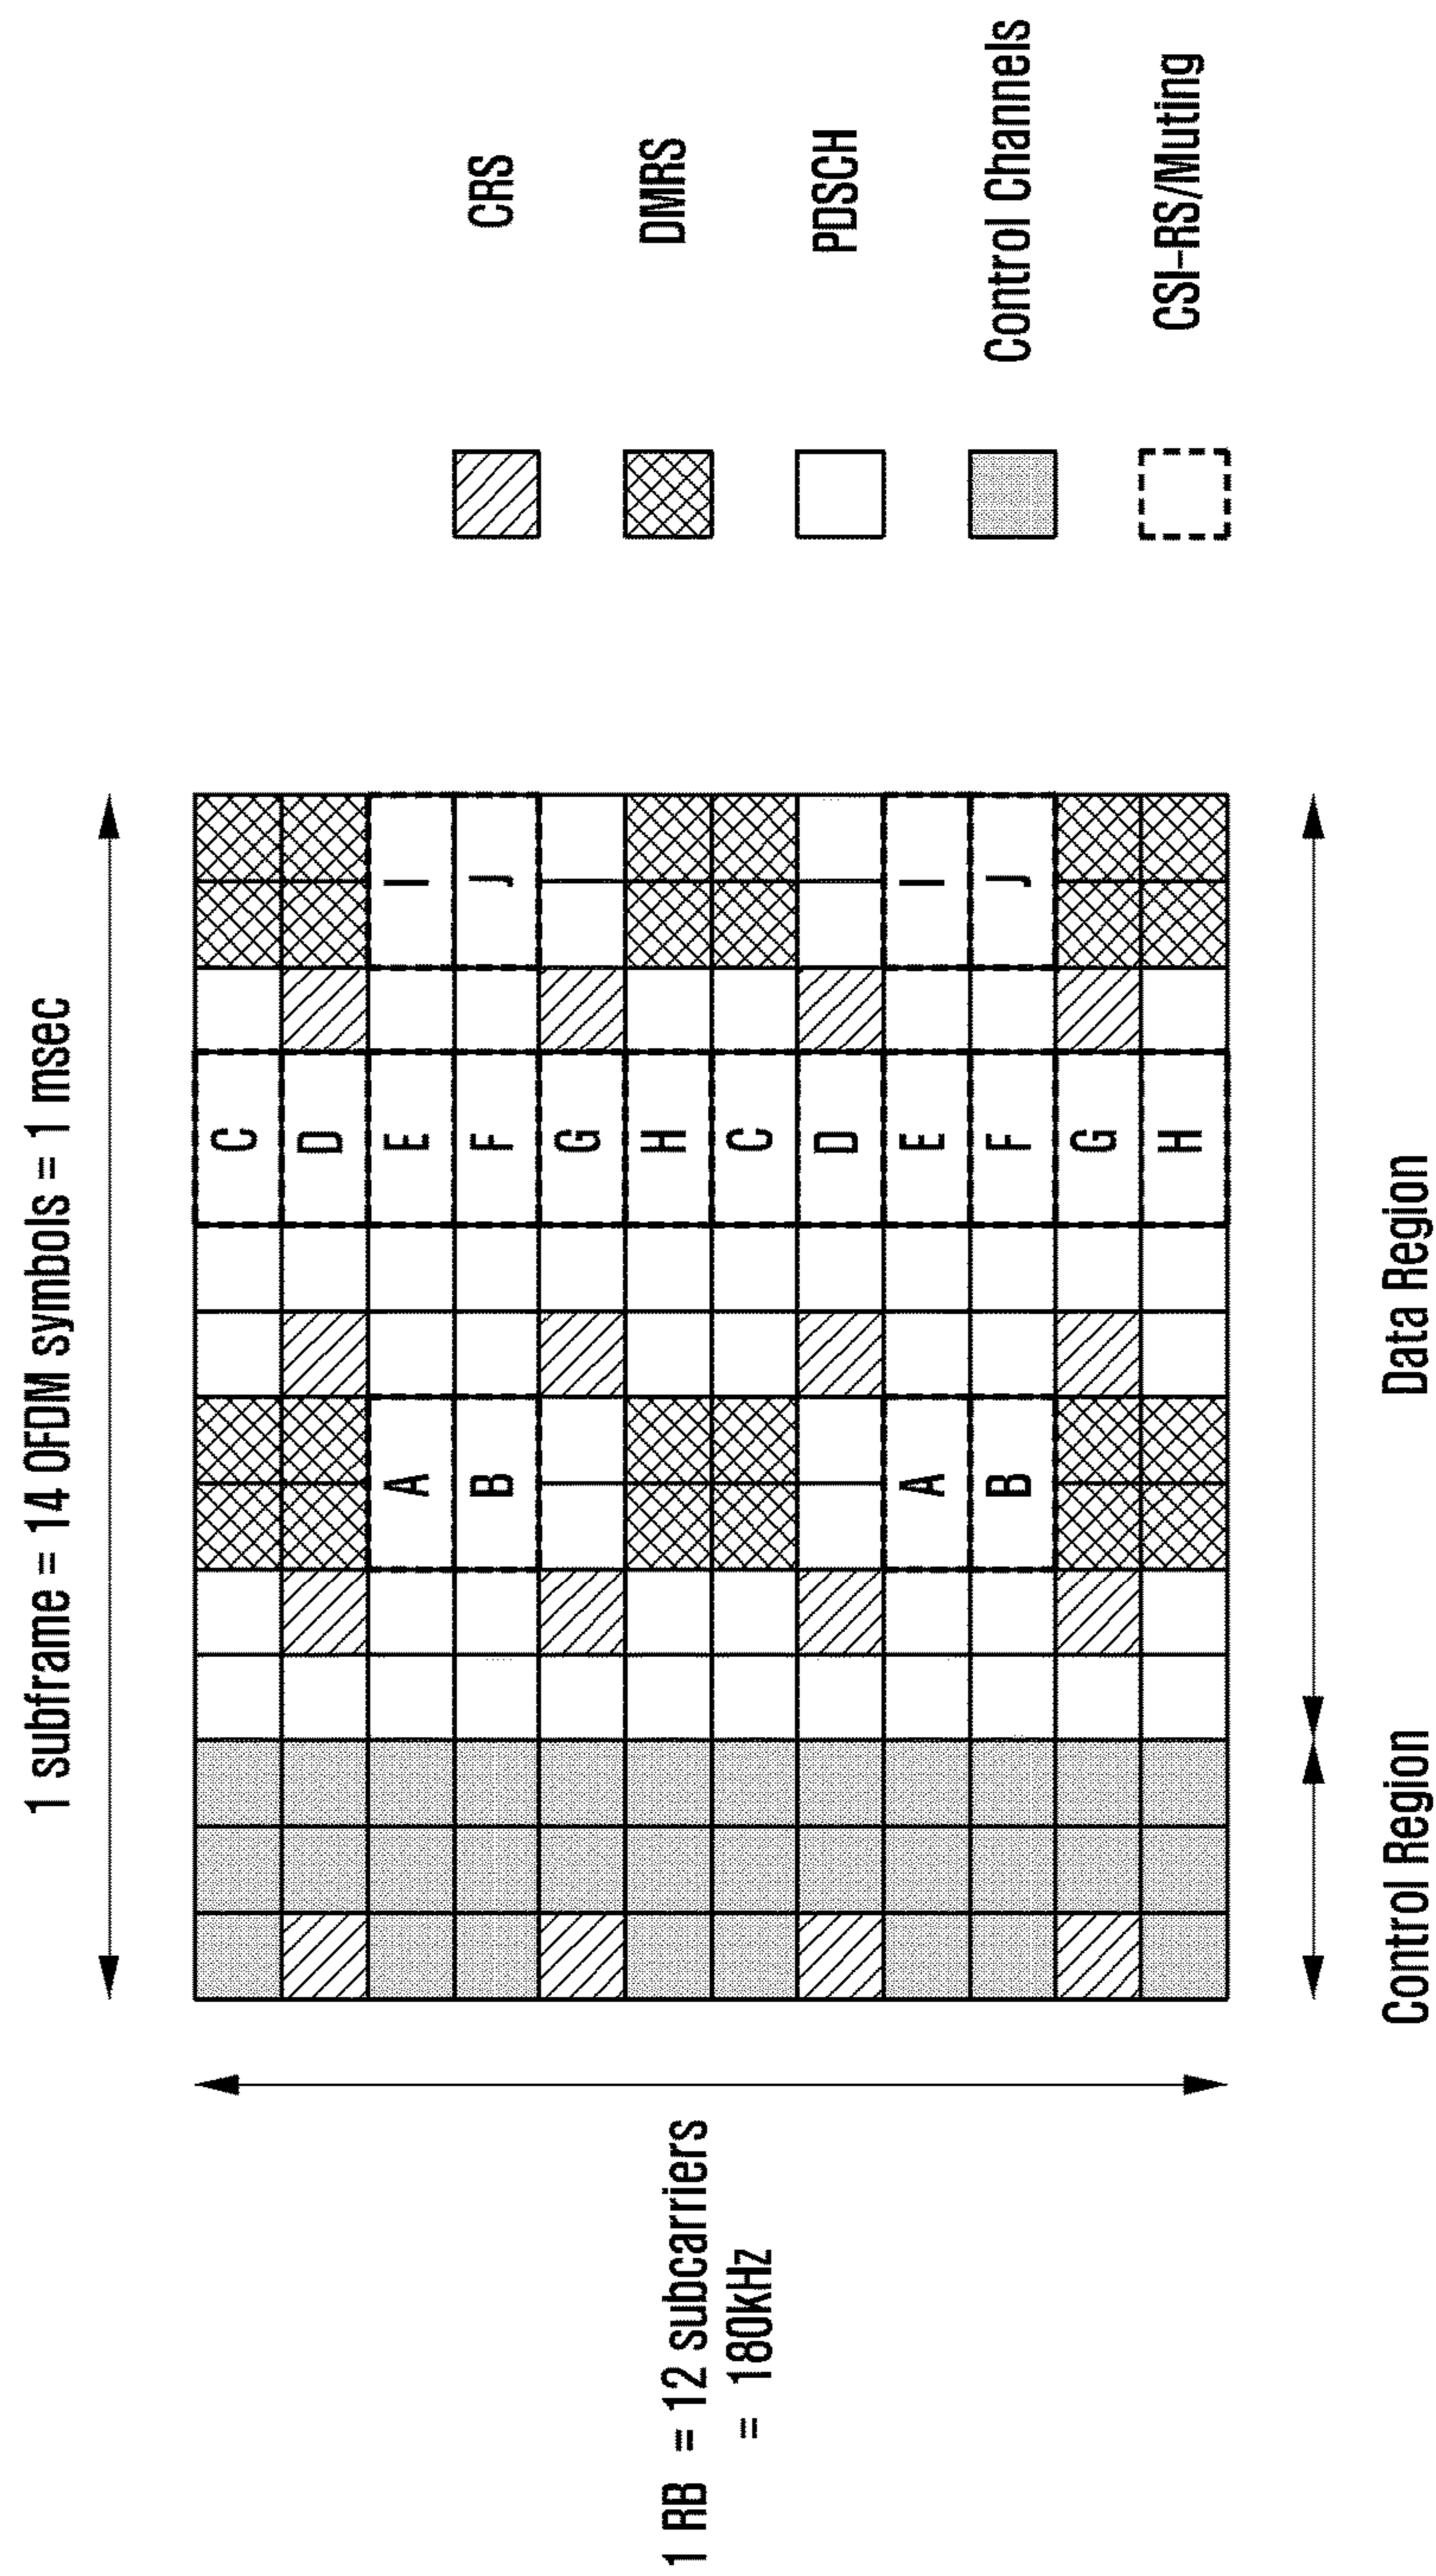 1 subframe = 14 OFDM symbols = 1 msec
1 RB = 12 subcarriers
= 180kHz
C
D
A E I
B F J
G
H
C
D
A E I
B F J
G
H
CRS
DMRS
PDSCH
Control Channels
CSI-RS/Muting
Control Region
Data Region